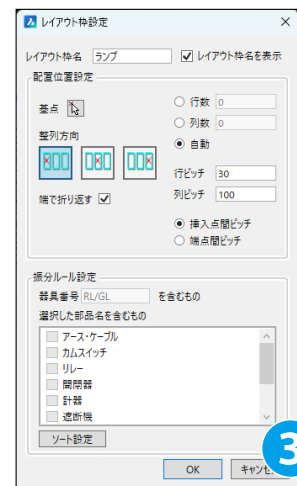 レイアウト枠設定
レイアウト枠名 ランプ レイアウト枠名を表示
配置位置設定
基点
行数 0
列数 0
整列方向
自動
行ピッチ 30
端で折り返す
列ピッチ 100
挿入点間ピッチ
端点間ピッチ
振分ルール設定
器具番号 RL/GL を含むもの
選択した部品名を含むもの
アース・ケーブル
カムスイッチ
リレー
開閉器
計器
遮断機
ソート設定
3
OK キャンセ